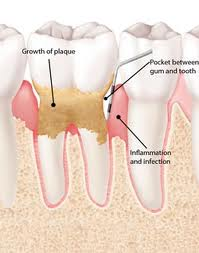 Growth of plaque
Pocket between
gum and tooth
Inflammation
and infection